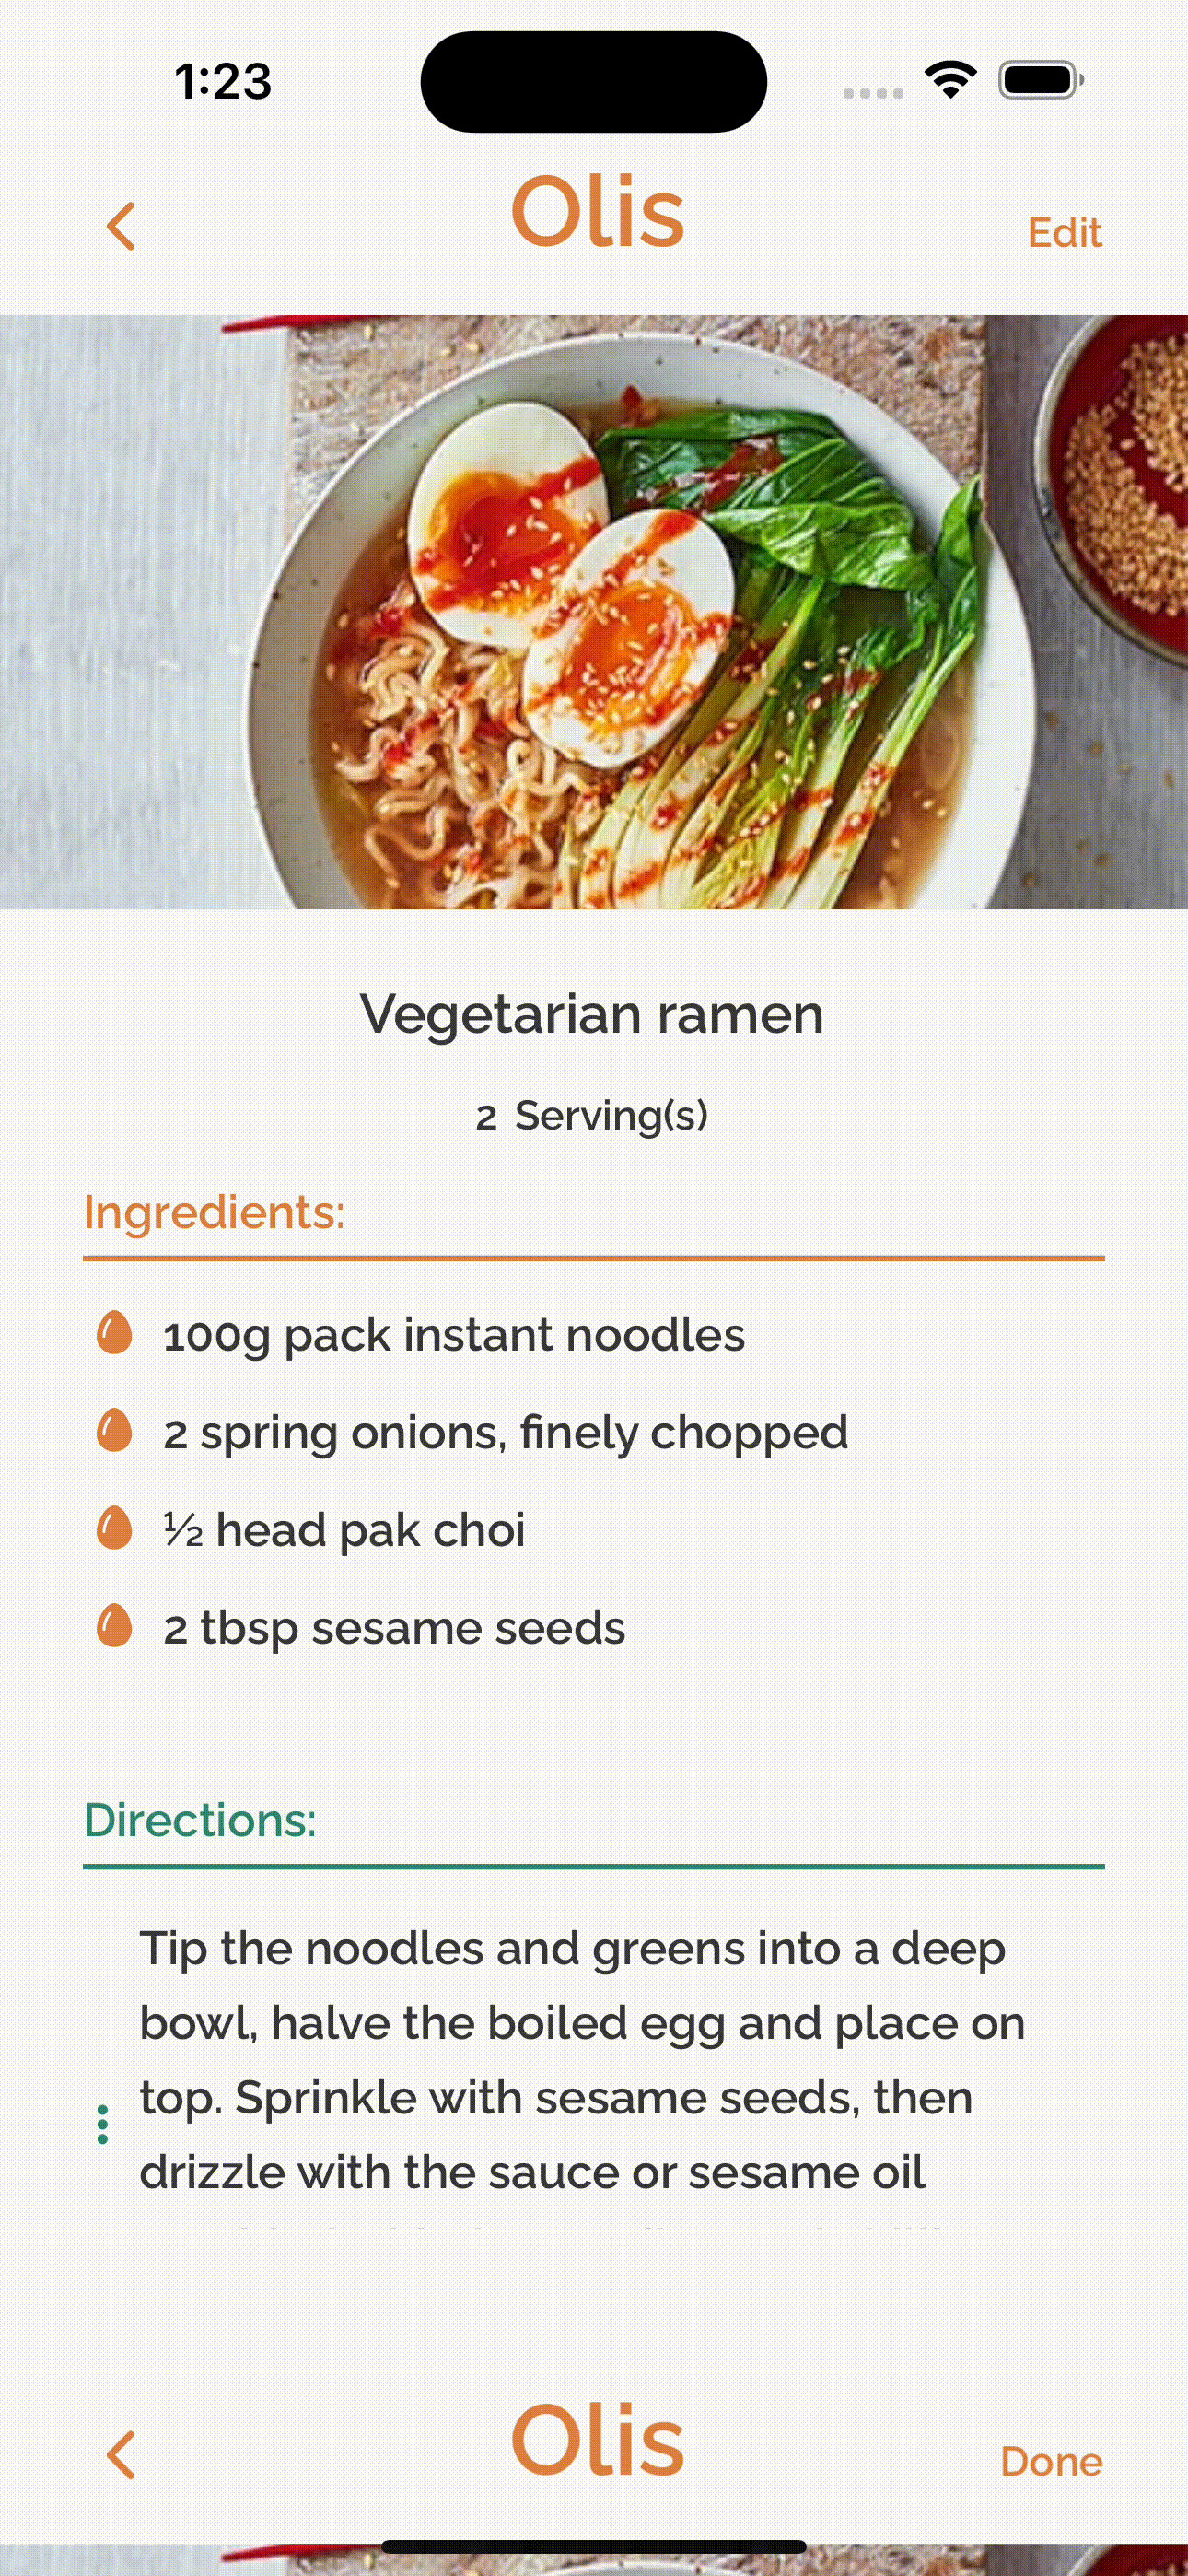 1:23
Olis
Edit
Vegetarian ramen
2 Serving(s)
Ingredients:
100g pack instant noodles
2 spring onions, finely chopped
½ head pak choi
2 tbsp sesame seeds
Directions:
Tip the noodles and greens into a deep
bowl, halve the boiled egg and place on
top. Sprinkle with sesame seeds, then
drizzle with the sauce or sesame oil
Olis
Done